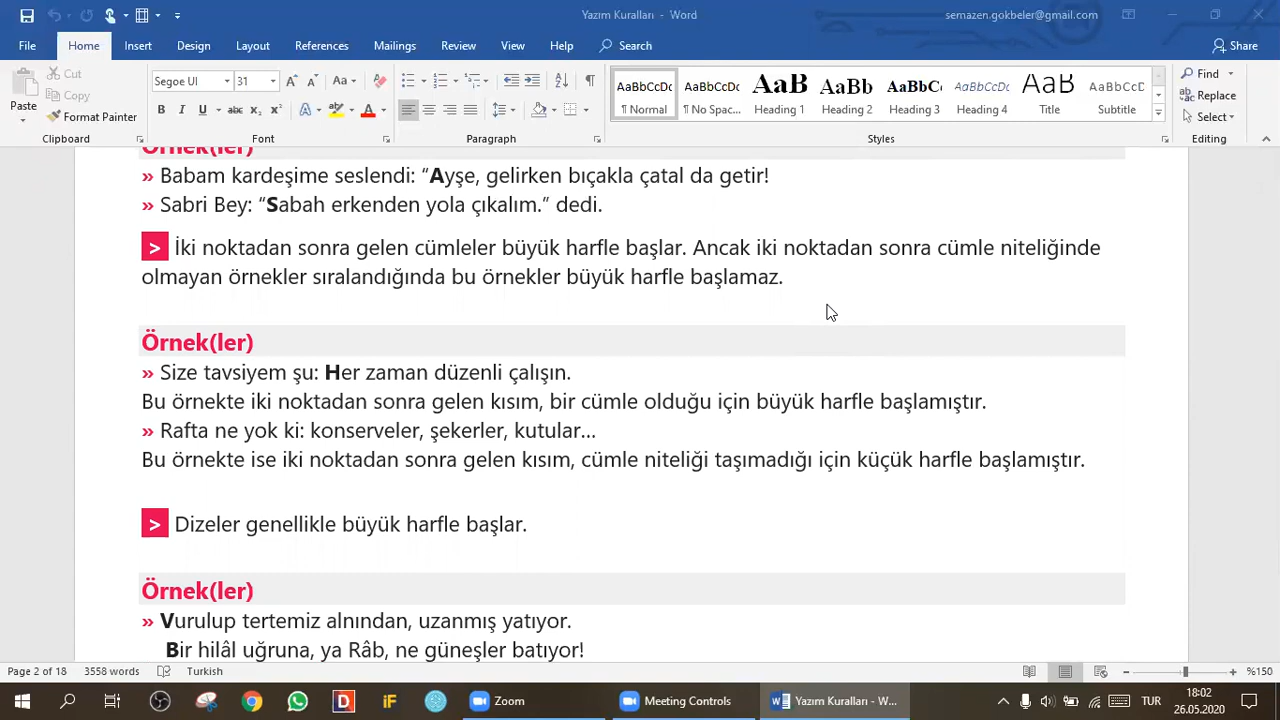 Yazım Kuralları - Word
semazen.gokbeler@gmail.com
File Home Insert Design Layout References Mailings Review View Help Search Share
Paste
Cut
Copy
Format Painter
Segoe UI 31
AaBbCcDc AaBbCcDc AaB AaBb AaBbCc AaBbCcDc AaB AaBbCcD
¶ Normal ¶ No Spac... Heading 1 Heading 2 Heading 3 Heading 4 Title Subtitle
Find
Replace
Select
Clipboard Font Paragraph Styles Editing
Örnek(ler)
» Babam kardeşime seslendi: “Ayşe, gelirken bıçakla çatal da getir!
» Sabri Bey: “Sabah erkenden yola çıkalım.” dedi.
> İki noktadan sonra gelen cümleler büyük harfle başlar. Ancak iki noktadan sonra cümle niteliğinde
olmayan örnekler sıralandığında bu örnekler büyük harfle başlamaz.
Örnek(ler)
» Size tavsiyem şu: Her zaman düzenli çalışın.
Bu örnekte iki noktadan sonra gelen kısım, bir cümle olduğu için büyük harfle başlamıştır.
» Rafta ne yok ki: konserveler, şekerler, kutular...
Bu örnekte ise iki noktadan sonra gelen kısım, cümle niteliği taşımadığı için küçük harfle başlamıştır.
> Dizeler genellikle büyük harfle başlar.
Örnek(ler)
» Vurulup tertemiz alnından, uzanmış yatıyor.
Bir hilâl uğruna, ya Râb, ne güneşler batıyor!
Page 2 of 18 3558 words Turkish %150
Zoom Meeting Controls Yazım Kuralları - W... TUR 18:02
26.05.2020